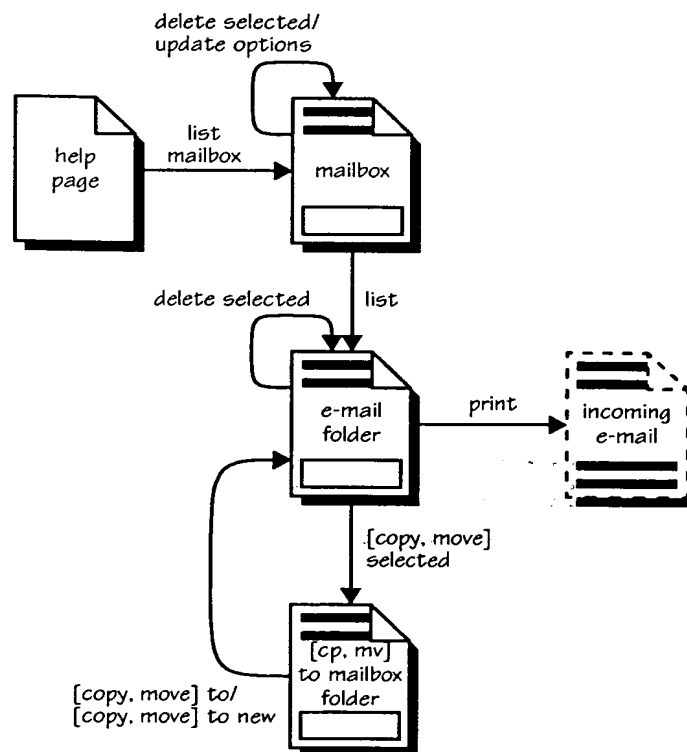 delete selected/
update options
help
page
list
mailbox
mailbox
delete selected
list
e-mail
folder
print
incoming
e-mail
[copy, move]
selected
[cp, mv]
to mailbox
folder
[copy, move] to/
[copy, move] to new